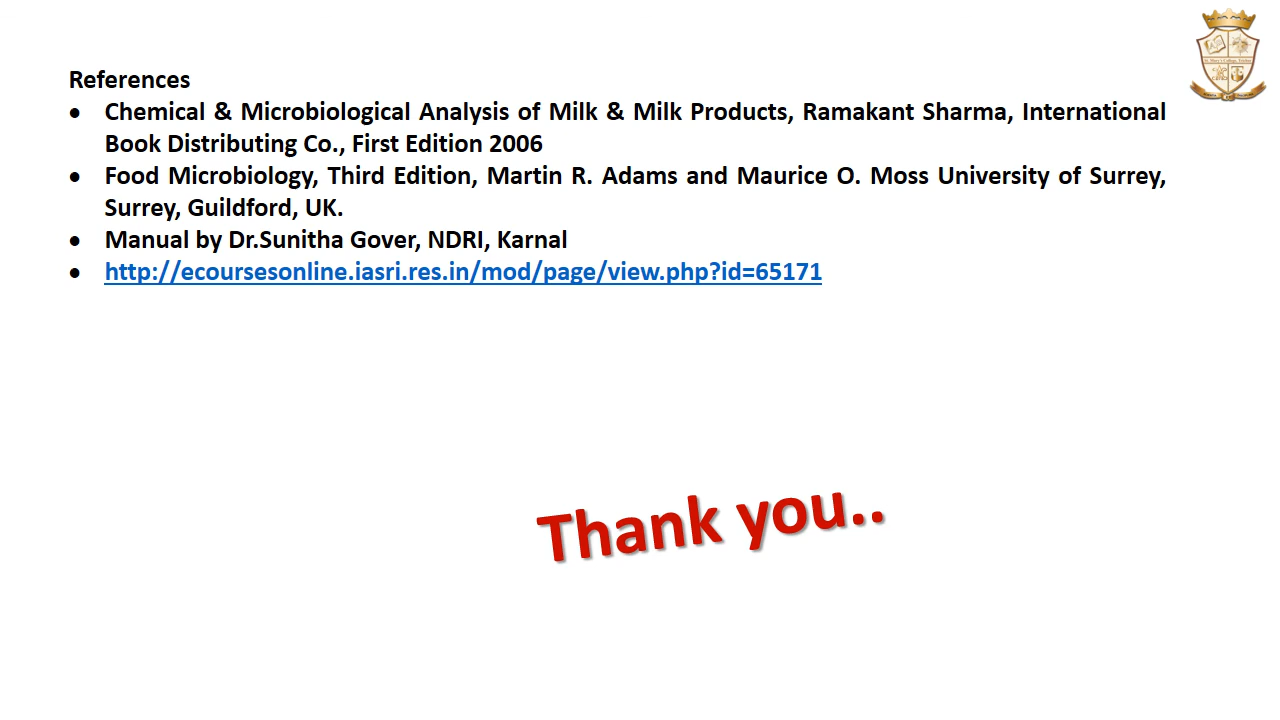 References
• Chemical & Microbiological Analysis of Milk & Milk Products, Ramakant Sharma, International
Book Distributing Co., First Edition 2006
• Food Microbiology, Third Edition, Martin R. Adams and Maurice O. Moss University of Surrey,
Surrey, Guildford, UK.
• Manual by Dr.Sunitha Gover, NDRI, Karnal
• http://ecoursesonline.iasri.res.in/mod/page/view.php?id=65171
Thank you..